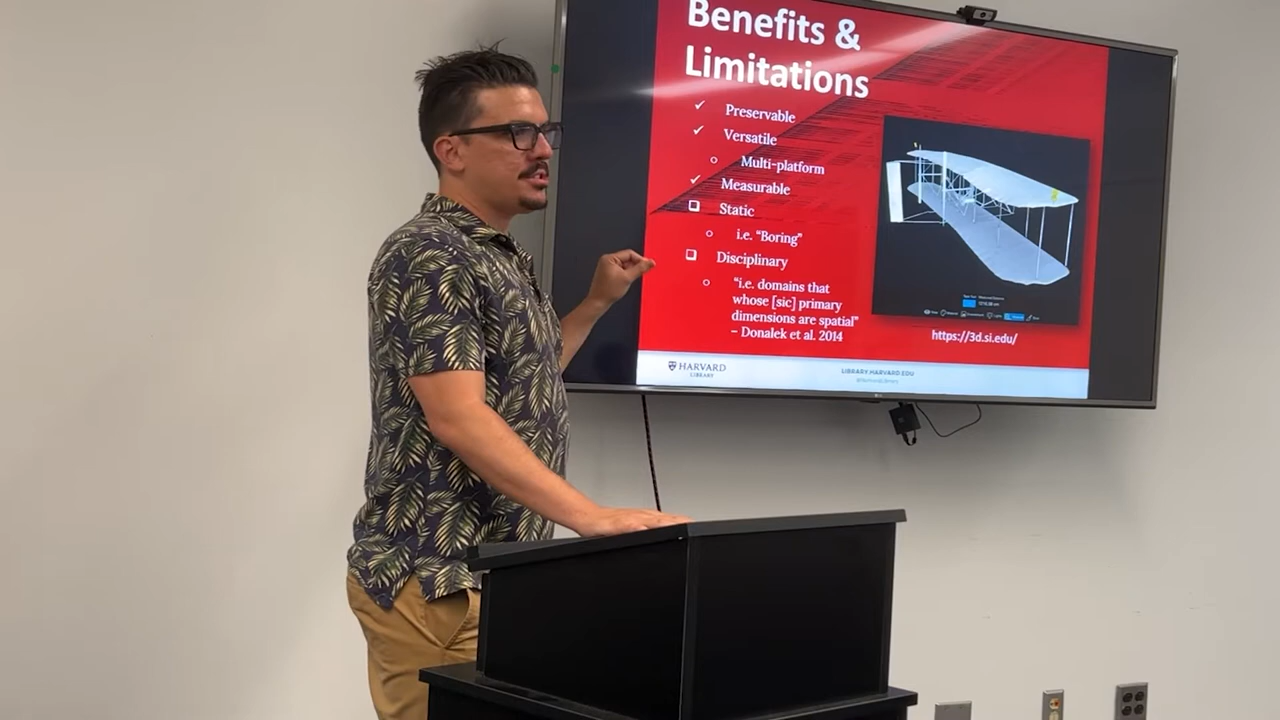 Benefits &
Limitations
Preservable
Versatile
Multi-platform
Measurable
Static
i.e. “Boring”
Disciplinary
“i.e. domains that
whose [sic] primary
dimensions are spatial”
– Donalek et al. 2014
https://3d.si.edu/
HARVARD
LIBRARY
LIBRARY.HARVARD.EDU